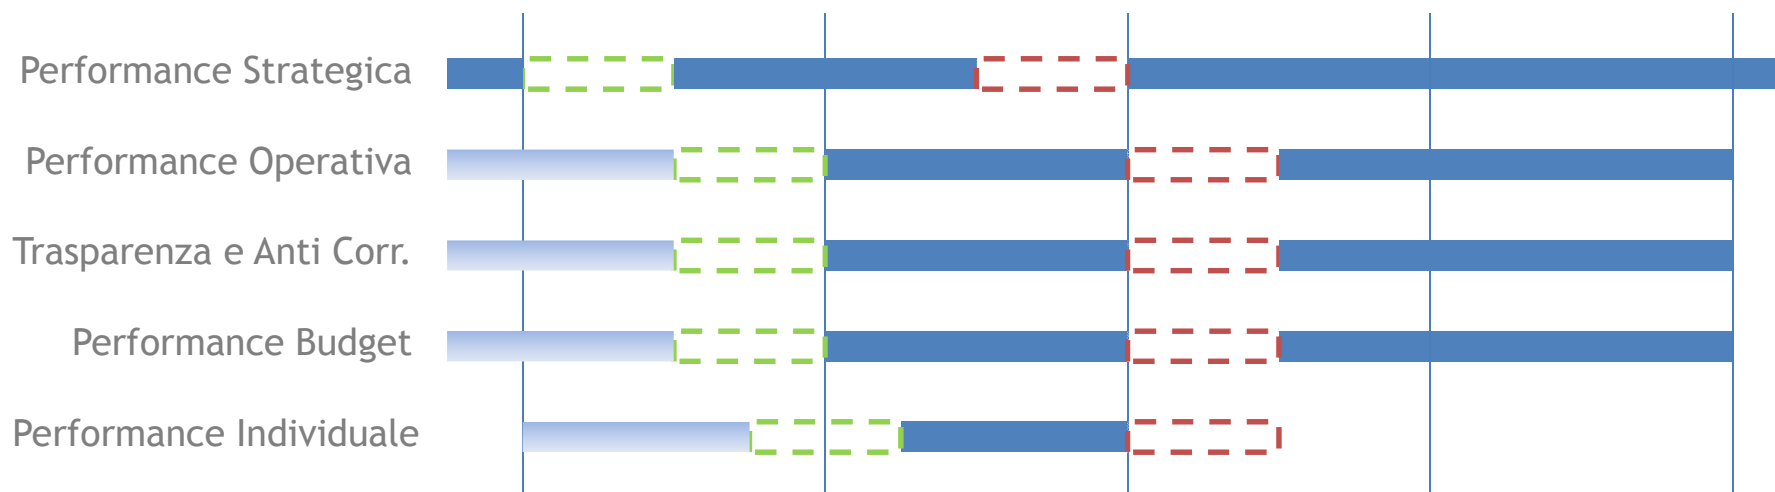 Performance Strategica
Performance Operativa
Trasparenza e Anti Corr.
Performance Budget
Performance Individuale